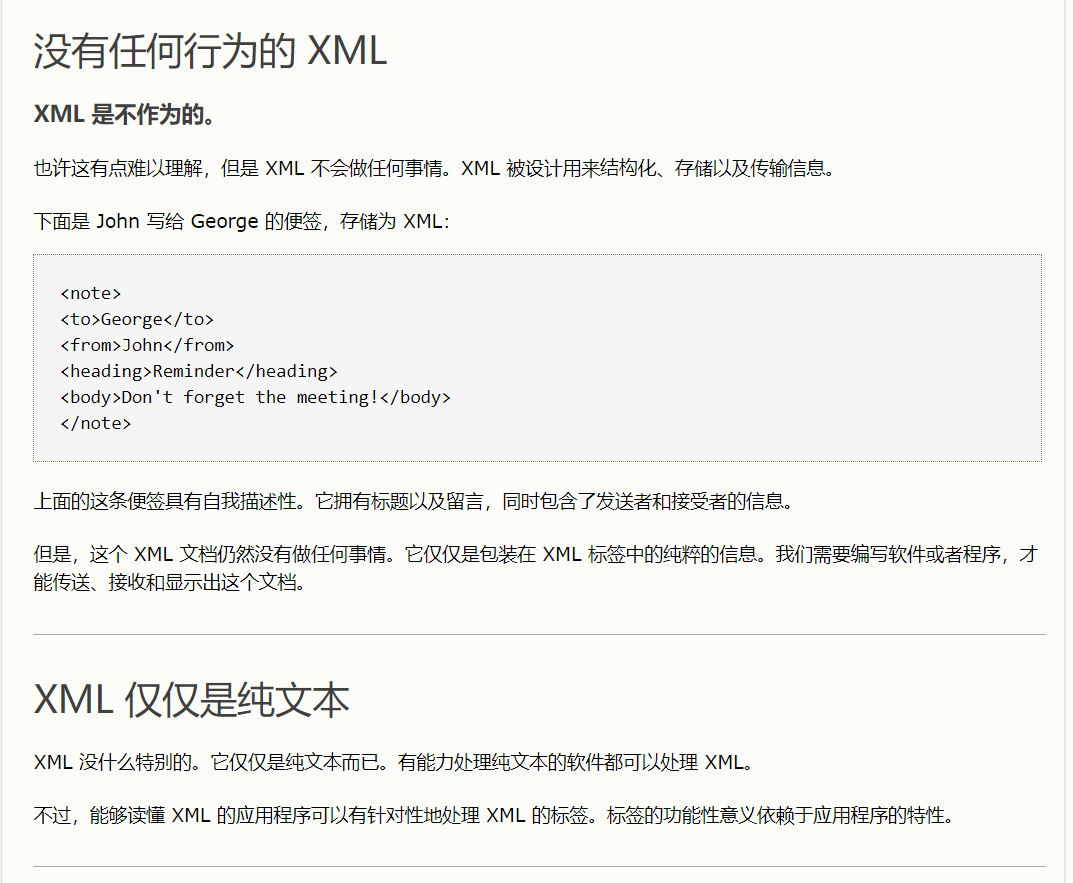 没有任何行为的 XML
XML 是不作为的。
也许这有点难以理解，但是 XML 不会做任何事情。XML 被设计用来结构化、存储以及传输信息。
下面是 John 写给 George 的便签，存储为 XML：
<note>
<to>George</to>
<from>John</from>
<heading>Reminder</heading>
<body>Don't forget the meeting!</body>
</note>
上面的这条便签具有自我描述性。它拥有标题以及留言，同时包含了发送者和接受者的信息。
但是，这个 XML 文档仍然没有做任何事情。它仅仅是包装在 XML 标签中的纯粹的信息。我们需要编写软件或者程序，才
能传送、接收和显示出这个文档。
XML 仅仅是纯文本
XML 没什么特别的。它仅仅是纯文本而已。有能力处理纯文本的软件都可以处理 XML。
不过，能够读懂 XML 的应用程序可以有针对性地处理 XML 的标签。标签的功能性意义依赖于应用程序的特性。